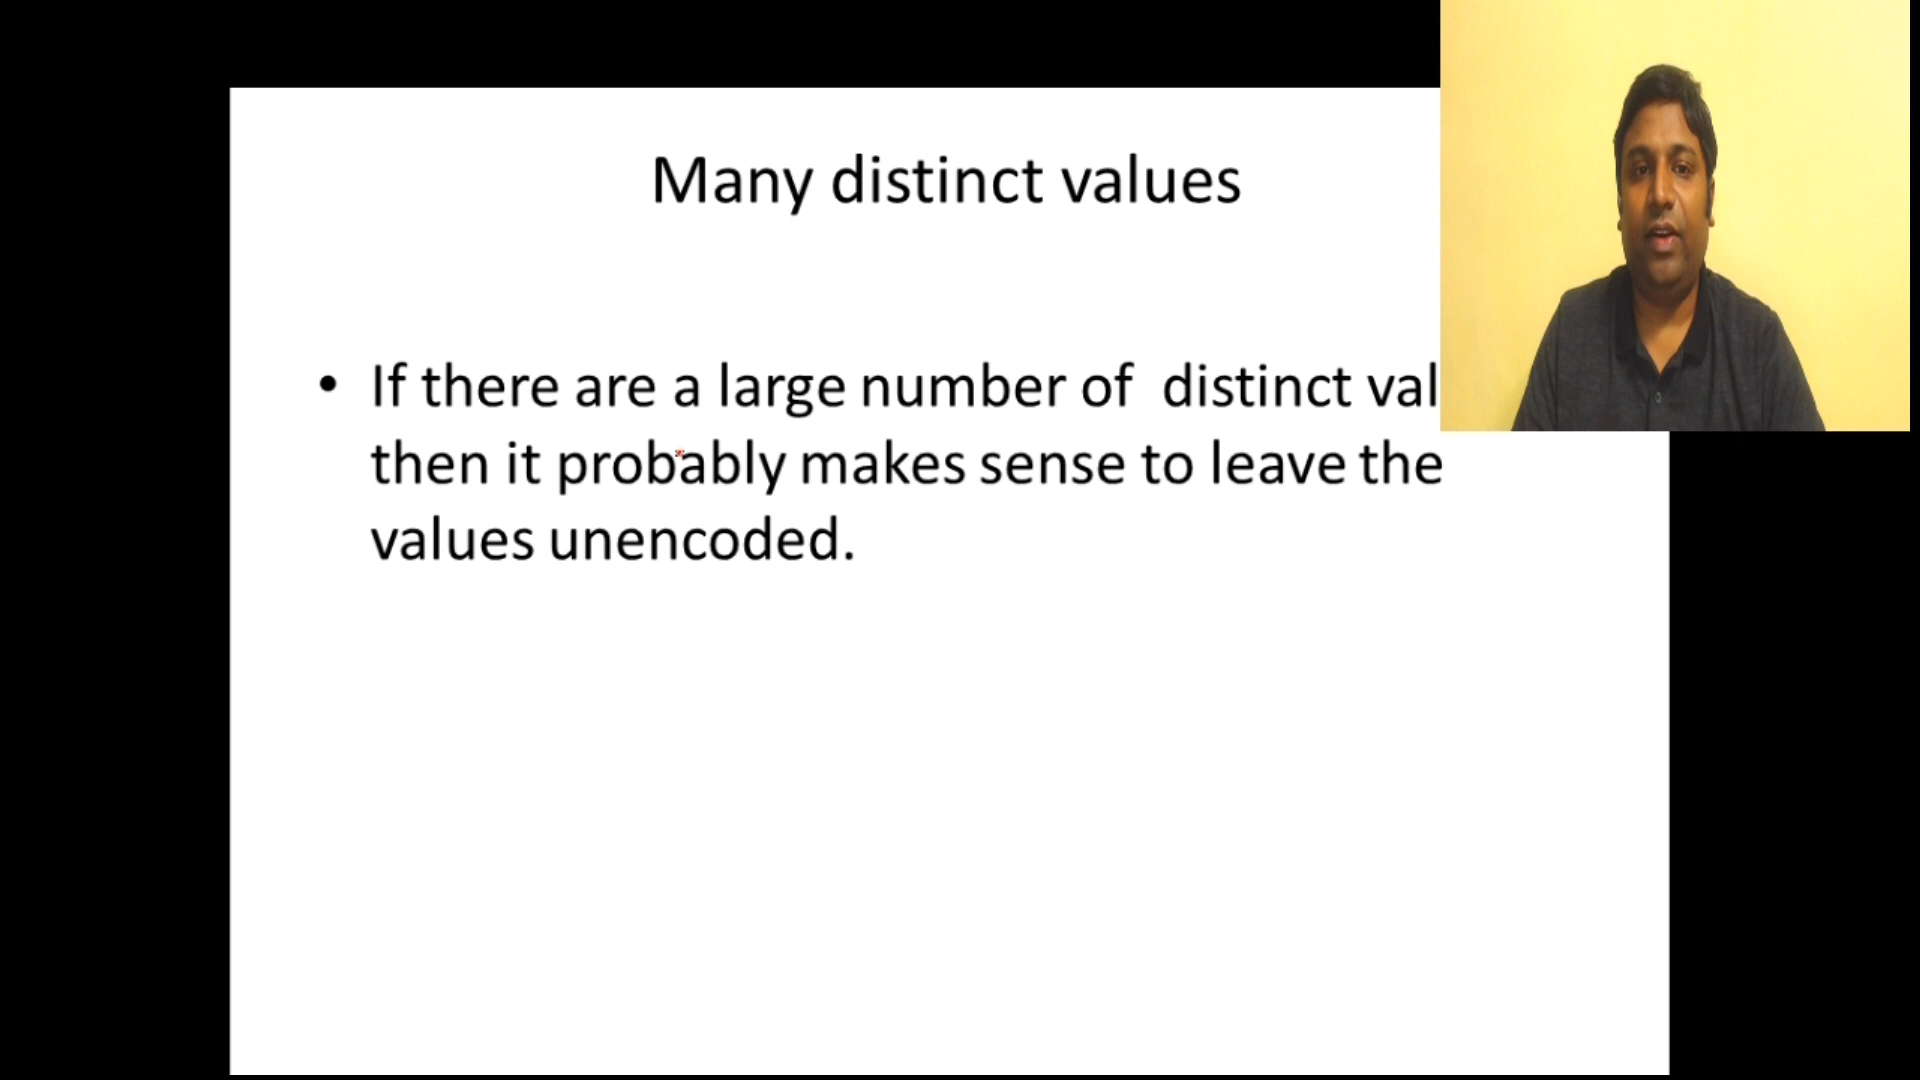 Many distinct values
• If there are a large number of distinct
then it probably makes sense to leave the
values unencoded.